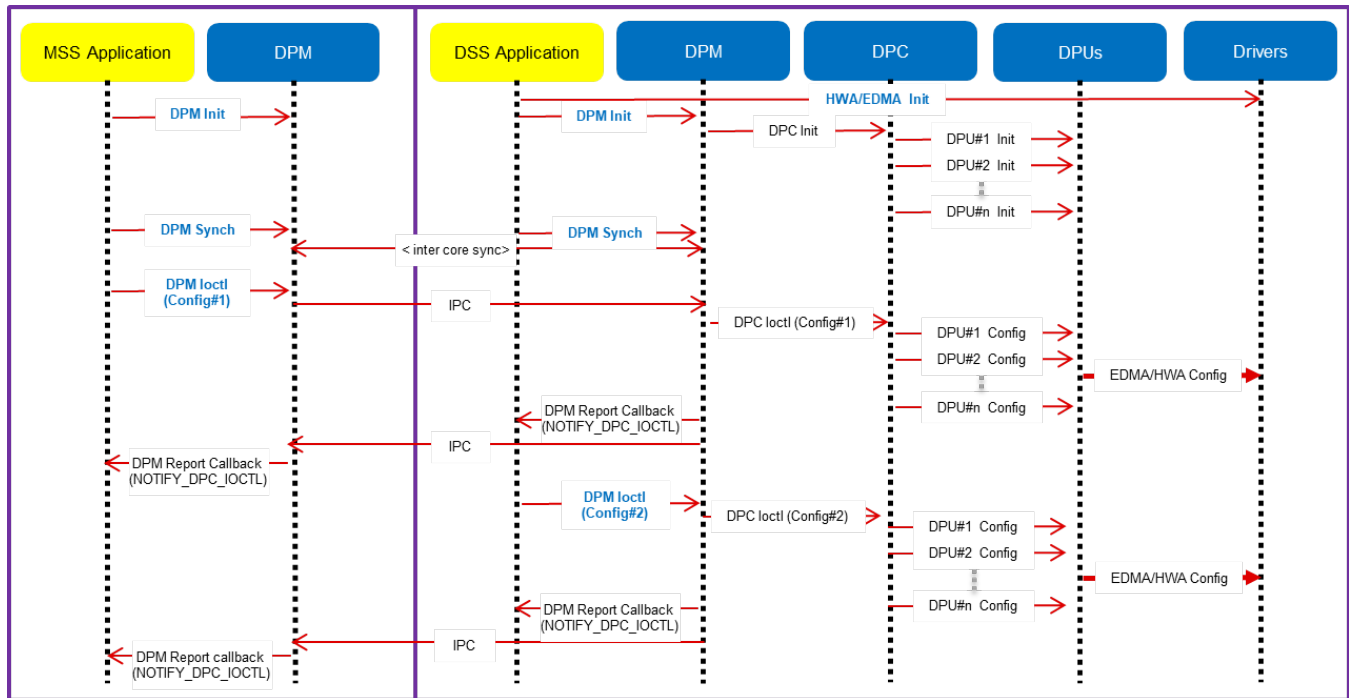 MSS Application
DPM
DSS Application
DPM
DPC
DPUs
Drivers
HWA/EDMA Init
DPM Init
DPM Init
DPC Init
DPU#1 Init
DPU#2 Init
DPU#n Init
DPM Synch
DPM Synch
< inter core sync>
DPM Ioctl
(Config#1)
IPC
DPC Ioctl (Config#1)
DPU#1 Config
DPU#2 Config
EDMA/HWA Config
DPU#n Config
DPM Report Callback
(NOTIFY_DPC_IOCTL)
IPC
DPM Report Callback
(NOTIFY_DPC_IOCTL)
DPM Ioctl
(Config#2)
DPC Ioctl (Config#2)
DPU#1 Config
DPU#2 Config
EDMA/HWA Config
DPU#n Config
DPM Report Callback
(NOTIFY_DPC_IOCTL)
IPC
DPM Report callback
(NOTIFY_DPC_IOCTL)